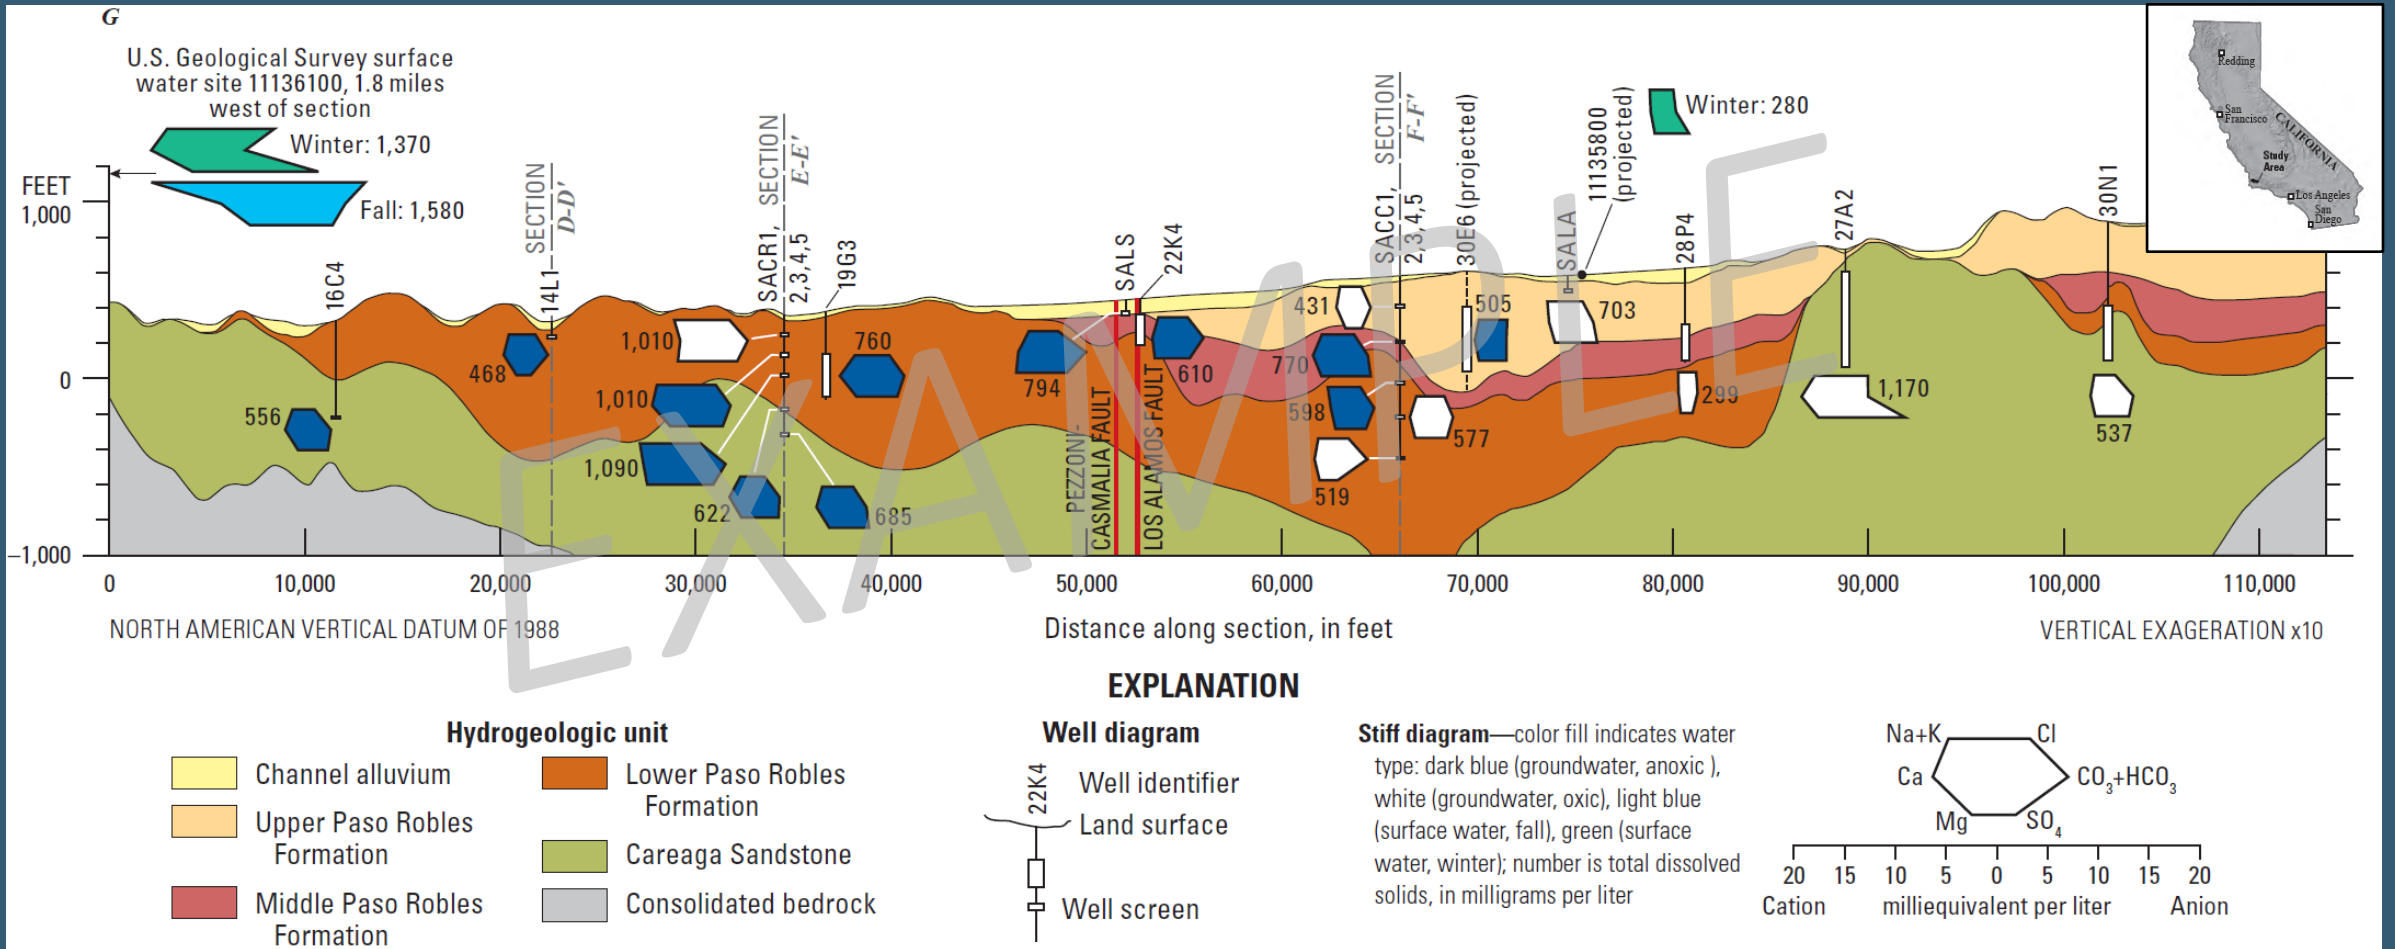 G
U.S. Geological Survey surface
water site 11136100, 1.8 miles
west of section
Winter: 1,370
Fall: 1,580
FEET
1,000
0
–1,000
16C4
556
SECTION
D-D'
14L1
468
SECTION
E-E'
SACR1,
2,3,4,5
1,010
1,010
1,090
622
685
19G3
760
SALS
794
22K4
610
PEZZONI-
CASMALIA FAULT
LOS ALAMOS FAULT
SECTION
F-F'
SACC1,
2,3,4,5
431
770
598
519
577
30E6 (projected)
505
SALA
11135800
(projected)
703
Winter: 280
28P4
299
27A2
1,170
30N1
537
Redding
San
Francisco
CALIFORNIA
Study
Area
Los Angeles
San
Diego
EXAMPLE
0 10,000 20,000 30,000 40,000 50,000 60,000 70,000 80,000 90,000 100,000 110,000
NORTH AMERICAN VERTICAL DATUM OF 1988
Distance along section, in feet
VERTICAL EXAGERATION x10
EXPLANATION
Hydrogeologic unit
Channel alluvium
Upper Paso Robles
Formation
Middle Paso Robles
Formation
Lower Paso Robles
Formation
Careaga Sandstone
Consolidated bedrock
Well diagram
22K4
Well identifier
Land surface
Well screen
Stiff diagram—color fill indicates water
type: dark blue (groundwater, anoxic ),
white (groundwater, oxic), light blue
(surface water, fall), green (surface
water, winter); number is total dissolved
solids, in milligrams per liter
Na+K Cl
Ca CO3+HCO3
Mg SO4
20 15 10 5 0 5 10 15 20
Cation milliequivalent per liter Anion